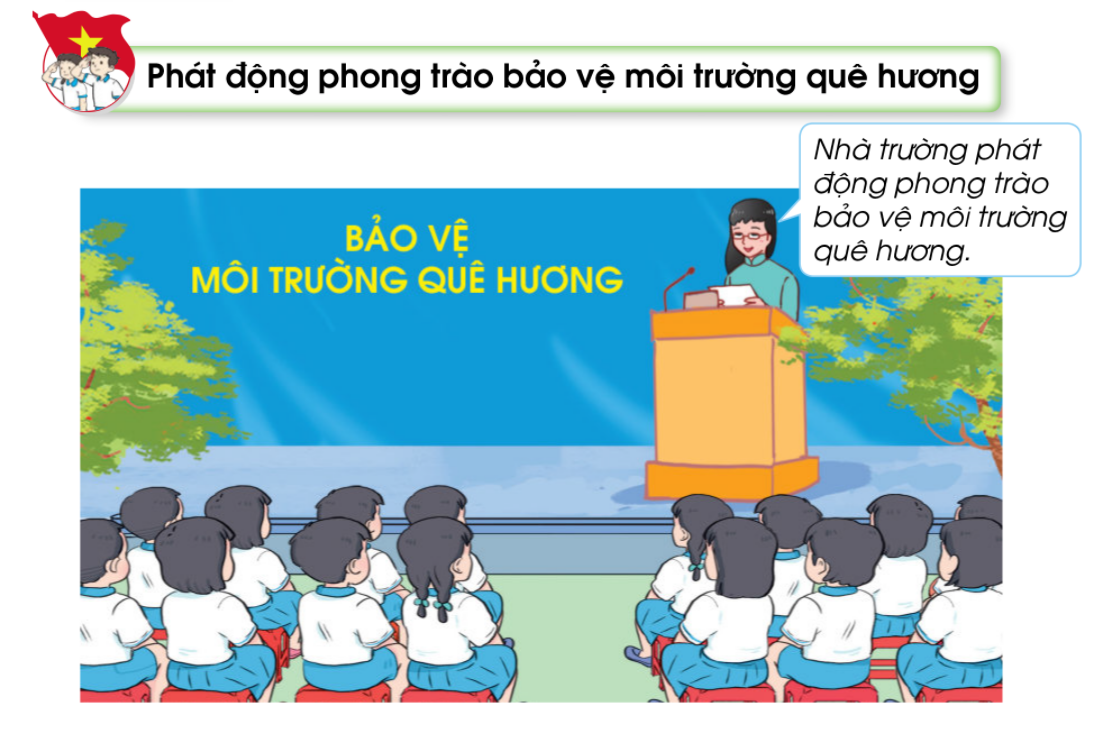 Phát động phong trào bảo vệ môi trường quê hương
Nhà trường phát
động phong trào
bảo vệ môi trường
quê hương.
BẢO VỆ
MÔI TRƯỜNG QUÊ HƯƠNG